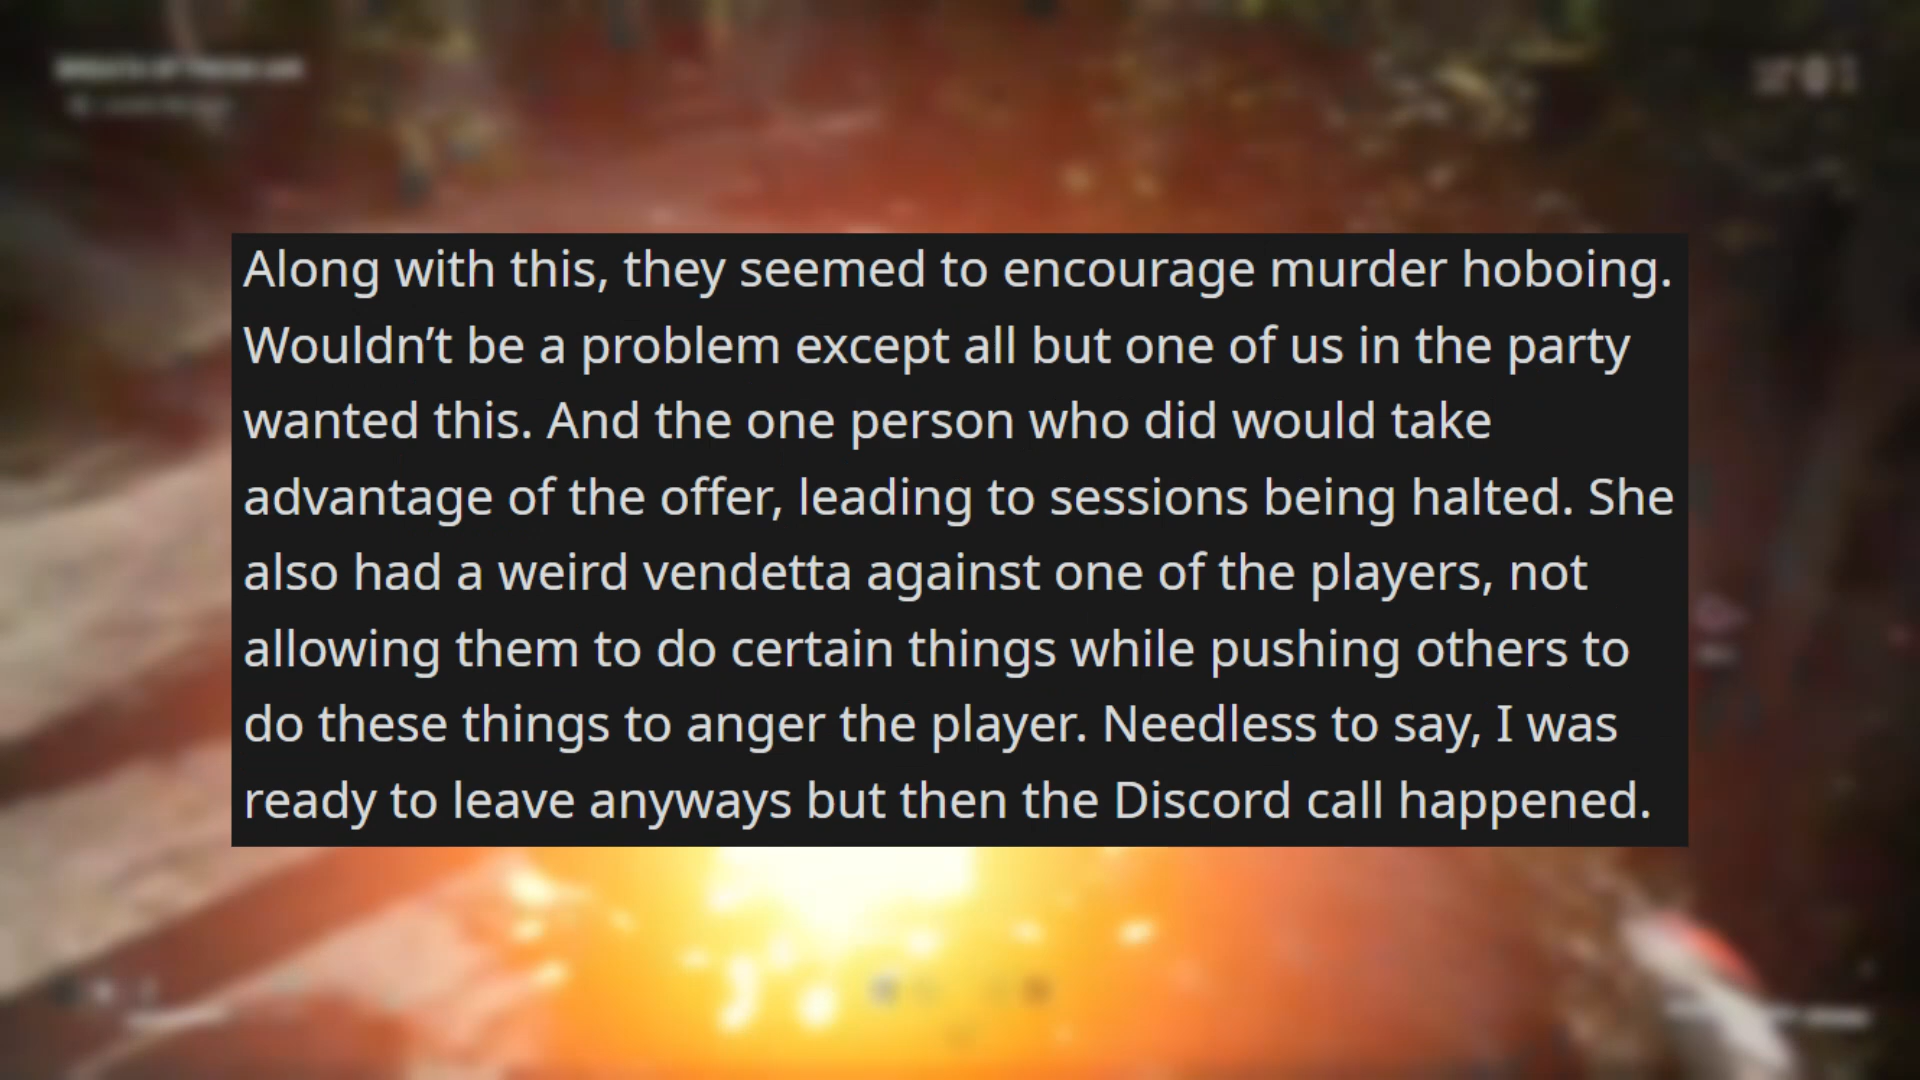 Along with this, they seemed to encourage murder hoboing.
Wouldn’t be a problem except all but one of us in the party
wanted this. And the one person who did would take
advantage of the offer, leading to sessions being halted. She
also had a weird vendetta against one of the players, not
allowing them to do certain things while pushing others to
do these things to anger the player. Needless to say, I was
ready to leave anyways but then the Discord call happened.